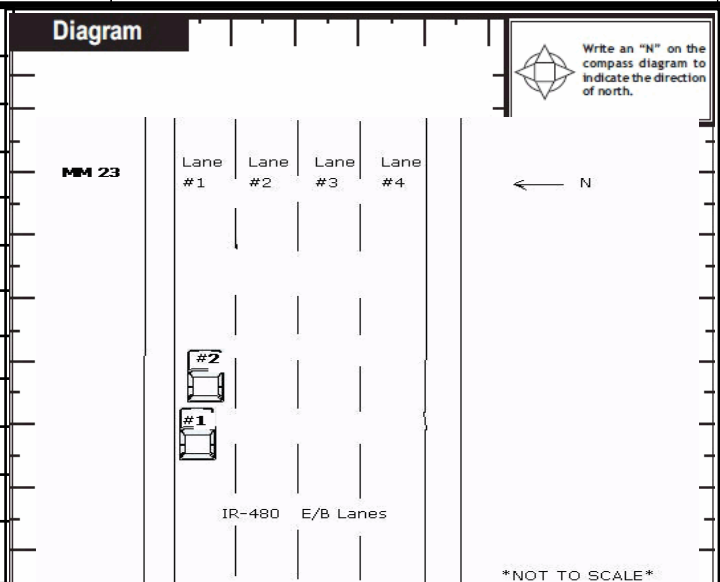 Diagram
Write an “N” on the
compass diagram to
indicate the direction
of north.
MM 23
Lane Lane Lane Lane
#1 #2 #3 #4
N
#2
#1
IR-480 E/B Lanes
*NOT TO SCALE*